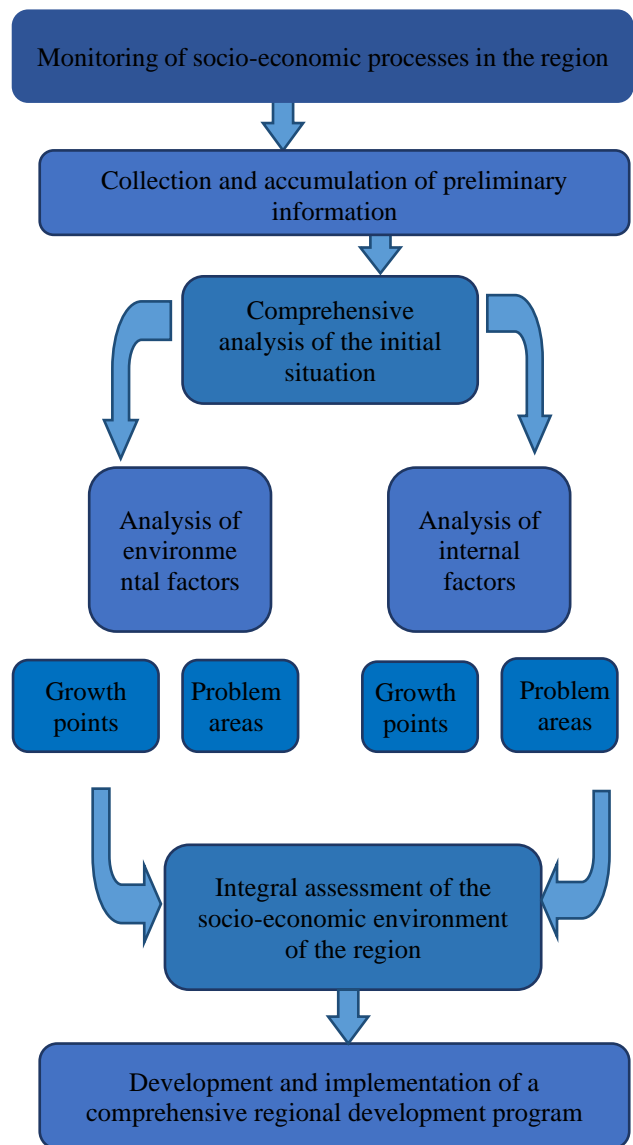 Monitoring of socio-economic processes in the region
Collection and accumulation of preliminary
information
Comprehensive
analysis of the initial
situation
Analysis of
environme
ntal factors
Analysis of
internal
factors
Growth
points
Problem
areas
Growth
points
Problem
areas
Integral assessment of the
socio-economic environment
of the region
Development and implementation of a
comprehensive regional development program